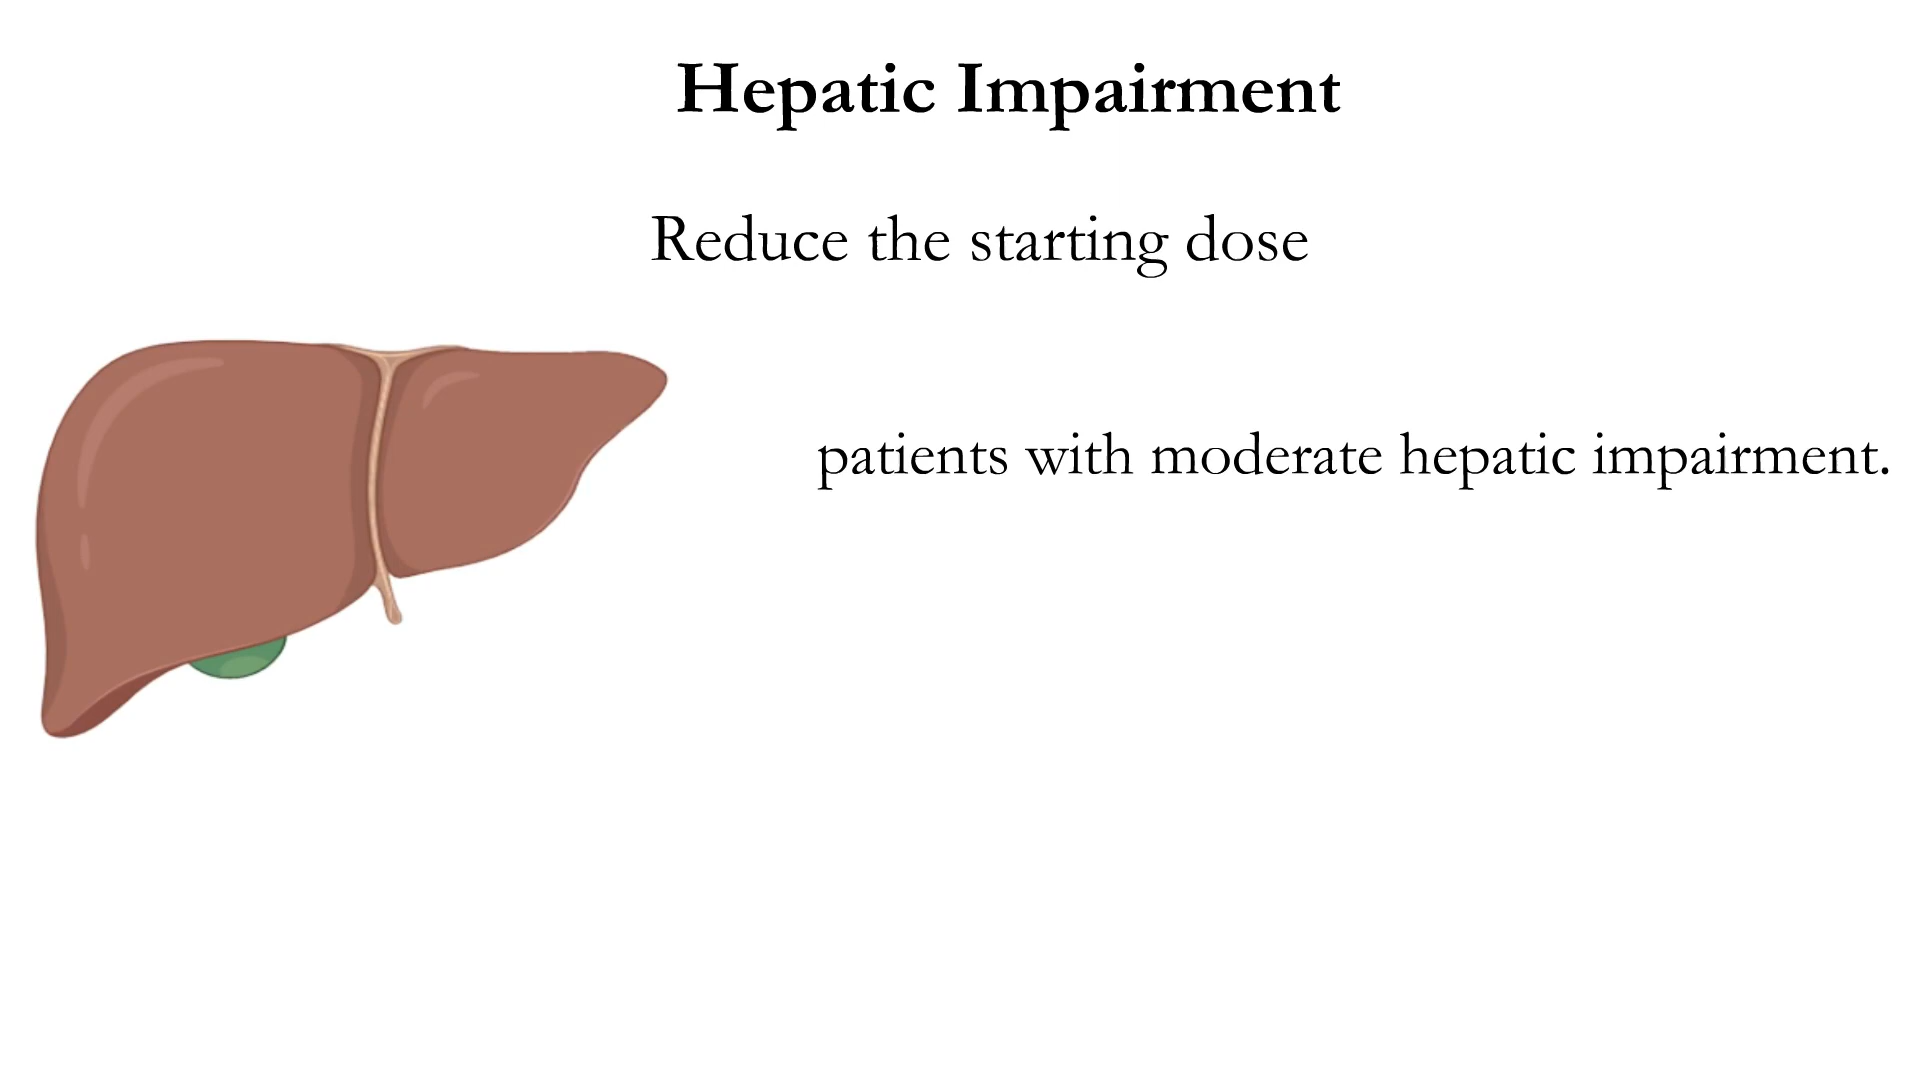 Hepatic Impairment
Reduce the starting dose
patients with moderate hepatic impairment.